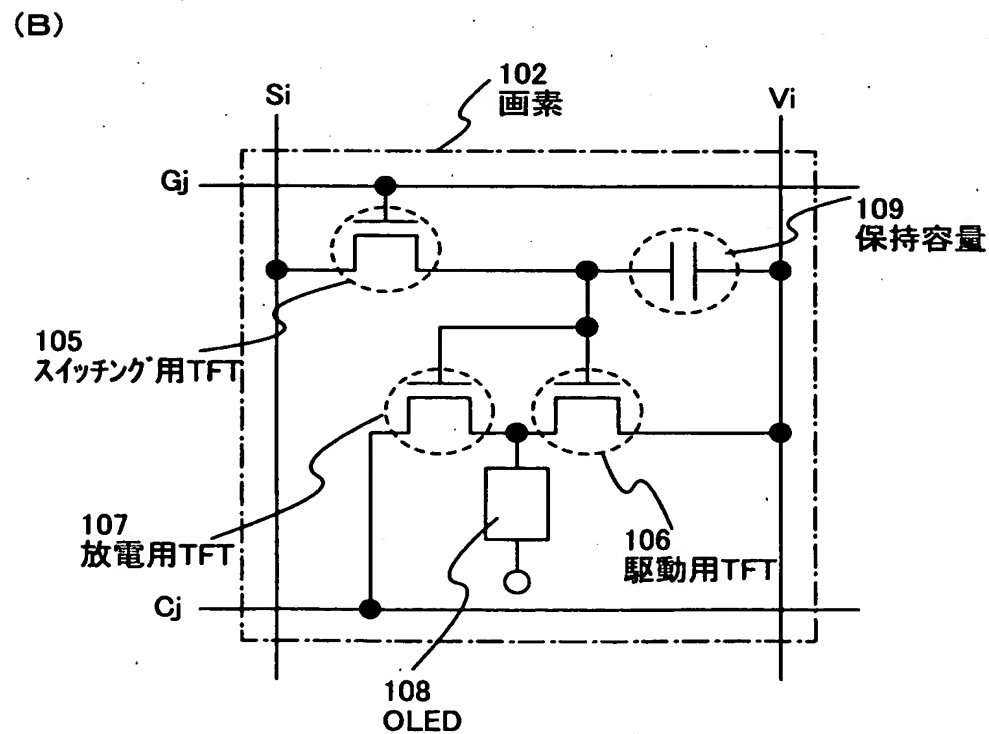 (B)
102
画素
Si
Vi
Gj
109
保持容量
105
スイッチング用TFT
107
放電用TFT
106
駆動用TFT
Cj
108
OLED